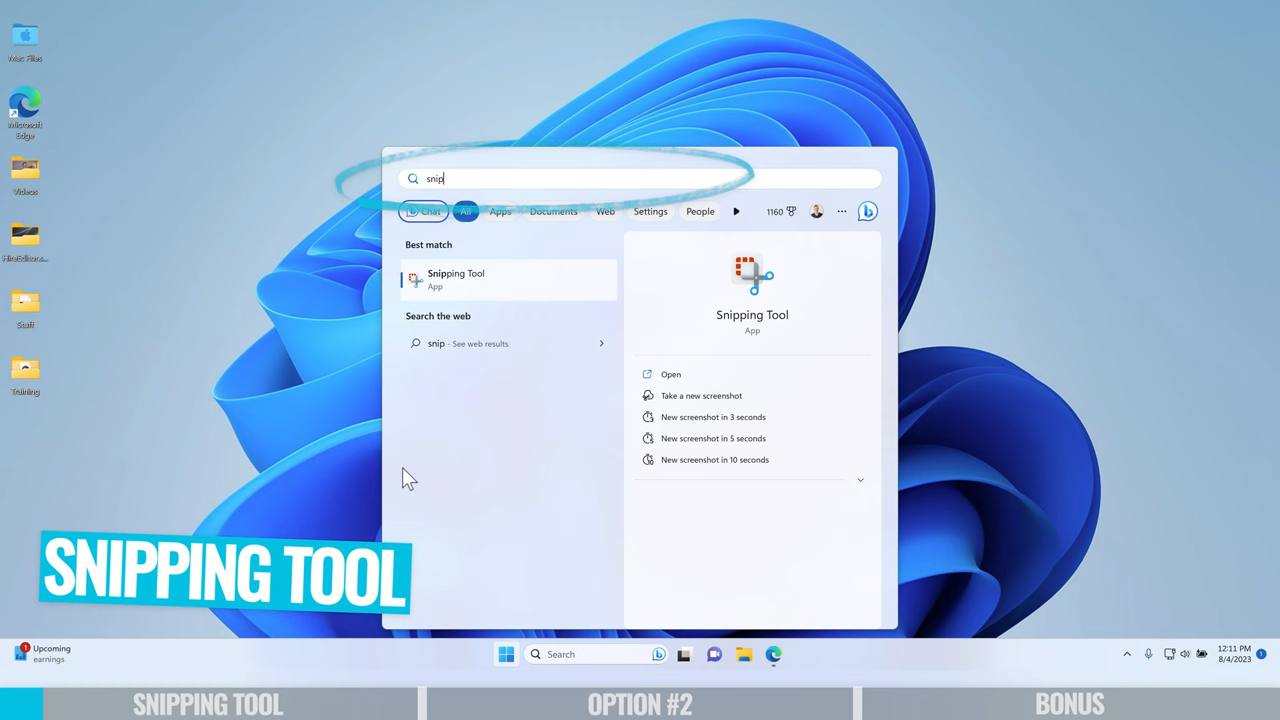 Mac Files
Microsoft
Edge
Videos
HireEditors...
Staff
Training
snip
Chat
All
Apps
Documents
Web
Settings
People
1160
Best match
Snipping Tool
App
Search the web
snip - See web results
Snipping Tool
App
Open
Take a new screenshot
New screenshot in 3 seconds
New screenshot in 5 seconds
New screenshot in 10 seconds
SNIPPING TOOL
1
Upcoming
earnings
Search
12:11 PM
8/4/2023
1
SNIPPING TOOL
OPTION #2
BONUS